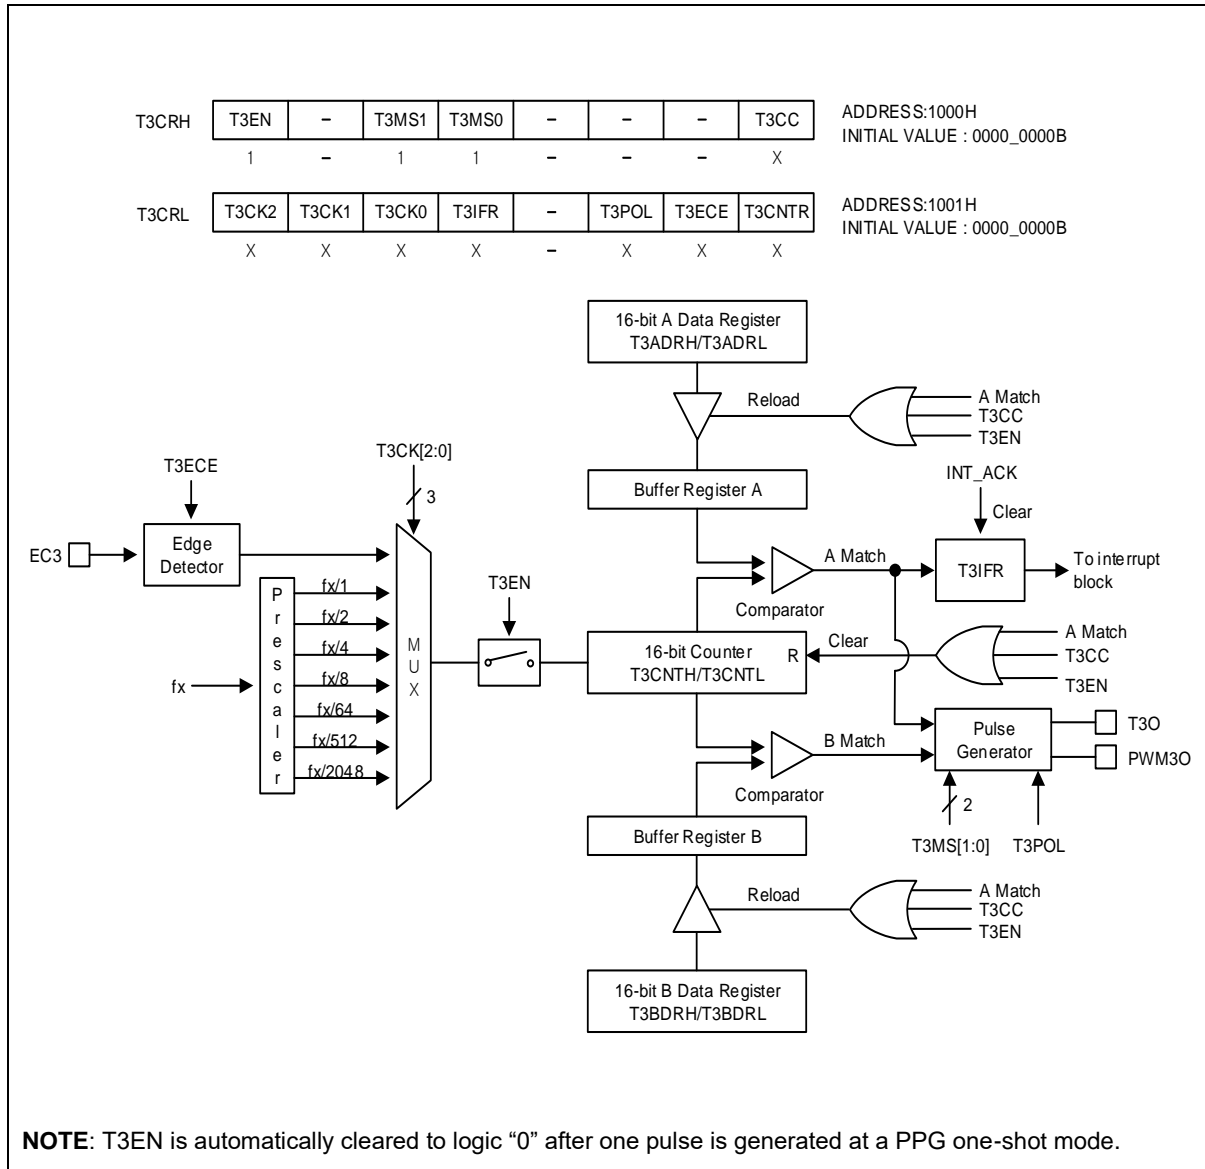 T3CRH T3EN – T3MS1 T3MS0 – – – T3CC ADDRESS:1000H
INITIAL VALUE : 0000_0000B
1 – 1 1 – – – X
T3CRL T3CK2 T3CK1 T3CK0 T3IFR – T3POL T3ECE T3CNTR ADDRESS:1001H
INITIAL VALUE : 0000_0000B
X X X X – X X X
16-bit A Data Register
T3ADRH/T3ADRL
Reload
A Match
T3CC
T3EN
T3CK[2:0]
3
T3ECE
Buffer Register A
INT_ACK
Clear
EC3
Edge
Detector
A Match
T3IFR
To interrupt
block
Comparator
Prescaler
fx/1
fx/2
fx/4
fx/8
fx/64
fx/512
fx/2048
fx
MUX
T3EN
16-bit Counter
T3CNTH/T3CNTL
R
Clear
A Match
T3CC
T3EN
B Match
Comparator
Pulse
Generator
T3O
PWM3O
2
T3MS[1:0]
T3POL
Buffer Register B
Reload
A Match
T3CC
T3EN
16-bit B Data Register
T3BDRH/T3BDRL
NOTE: T3EN is automatically cleared to logic “0” after one pulse is generated at a PPG one-shot mode.